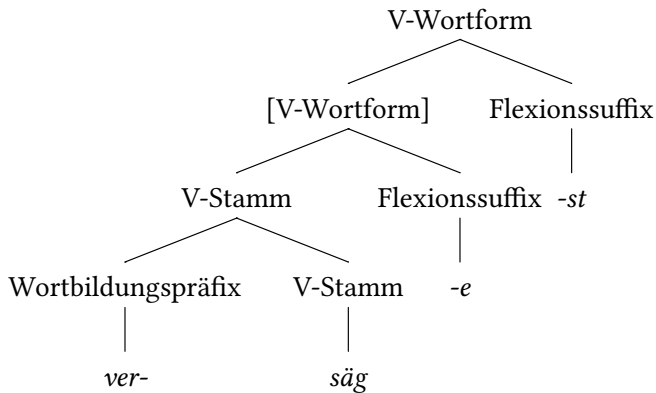 V-Wortform
[V-Wortform] Flexionssuffix
V-Stamm Flexionssuffix -st
Wortbildungspräfix V-Stamm -e
ver- säg